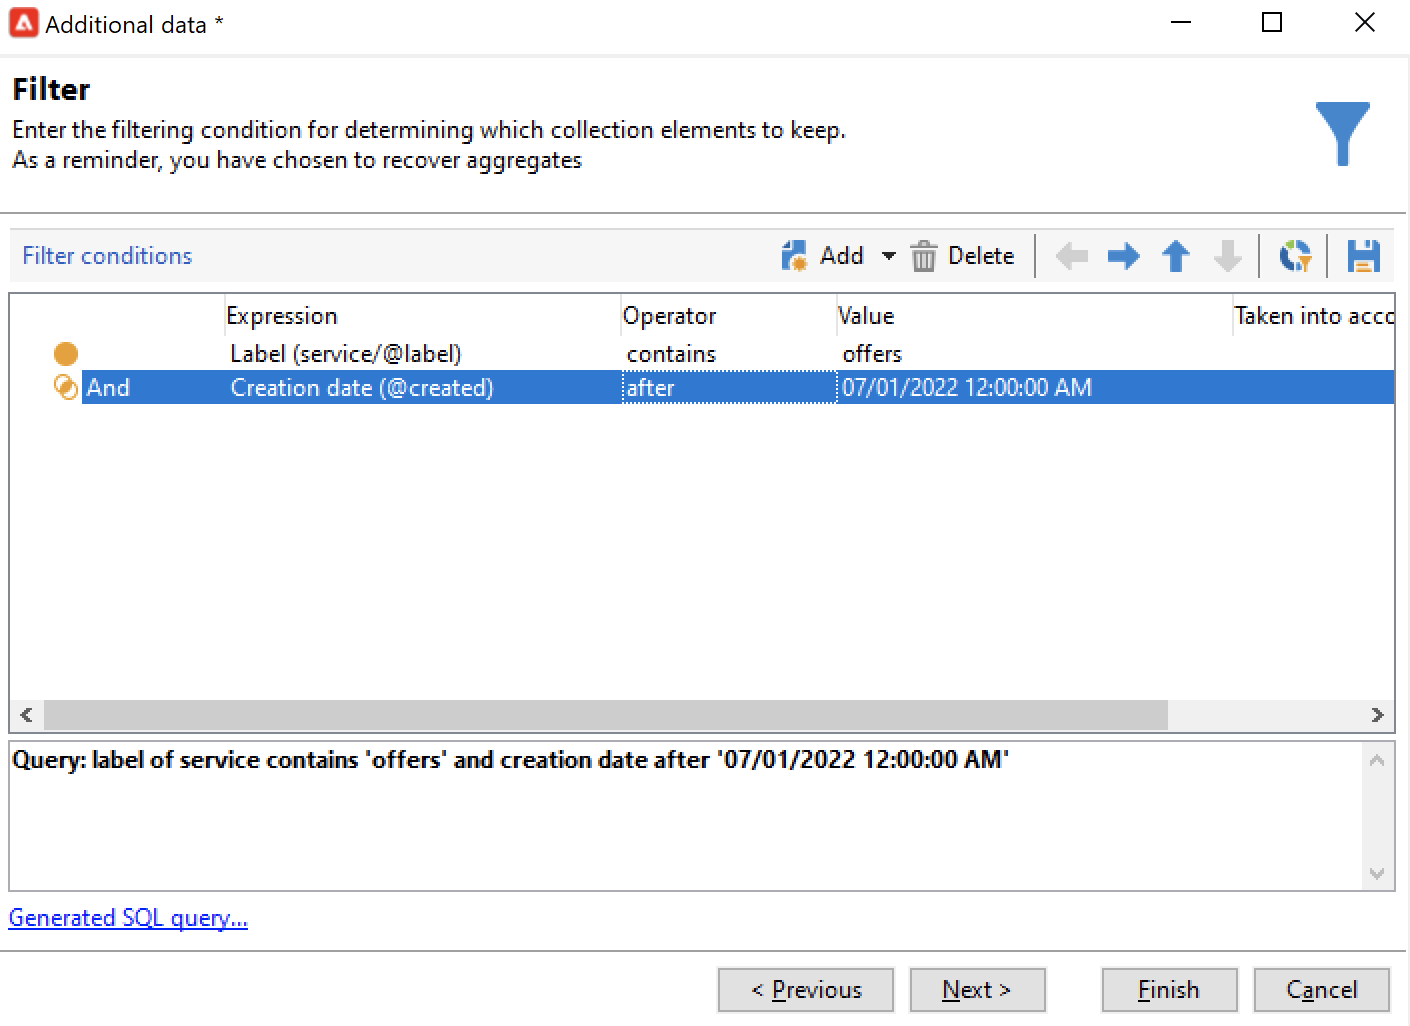 Additional data *
Filter
Enter the filtering condition for determining which collection elements to keep.
As a reminder, you have chosen to recover aggregates
Filter conditions Add Delete
Expression Operator Value Taken into acco
Label (service/@label) contains offers
And Creation date (@created) after 07/01/2022 12:00:00 AM
Query: label of service contains 'offers' and creation date after '07/01/2022 12:00:00 AM'
Generated SQL query...
< Previous Next > Finish Cancel